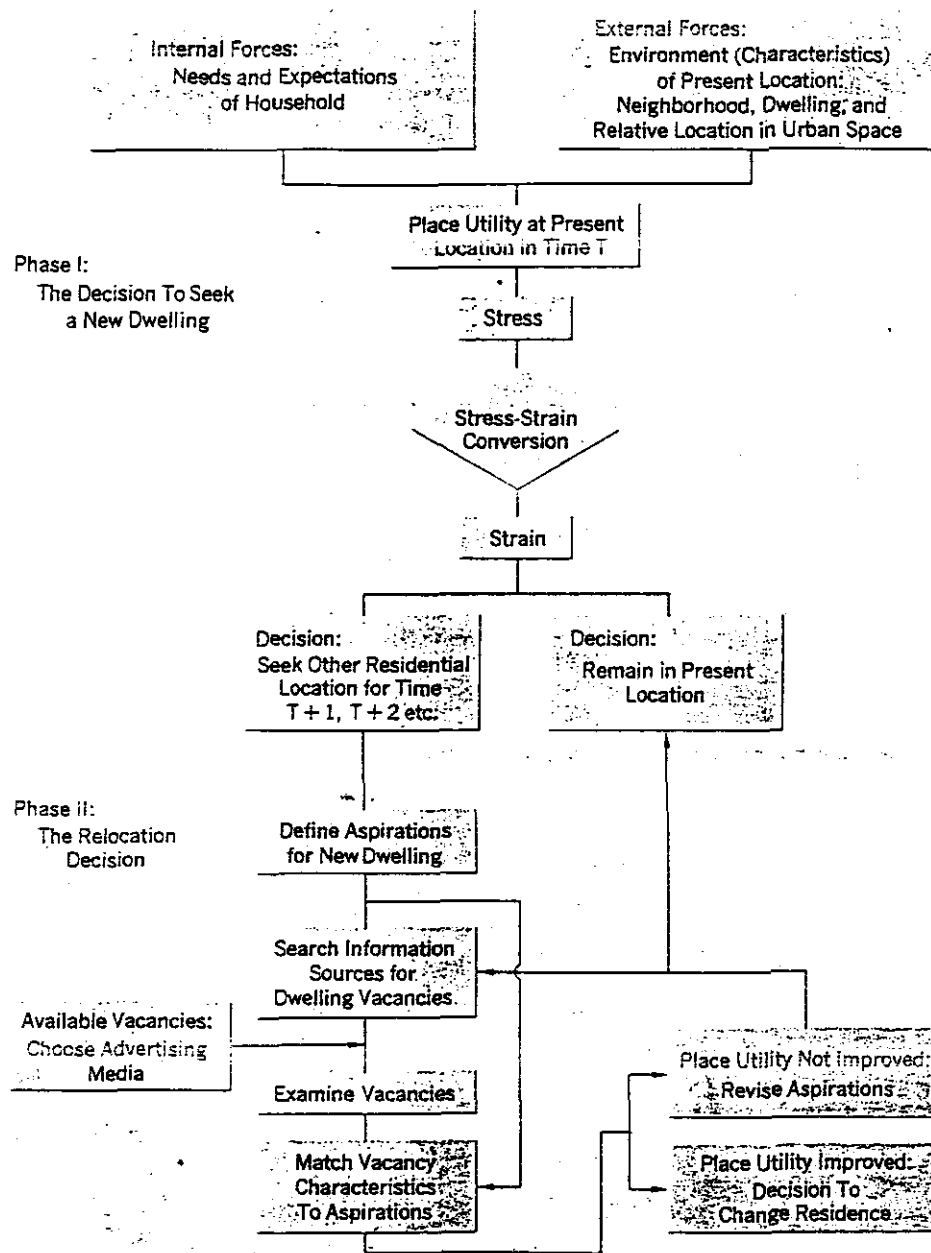 Internal Forces:
Needs and Expectations
of Household
External Forces:
Environment (Characteristics)
of Present Location:
Neighborhood, Dwelling, and
Relative Location in Urban Space
Place Utility at Present
Location in Time T
Phase I:
The Decision To Seek
a New Dwelling
Stress
Stress-Strain
Conversion
Strain
Decision:
Seek Other Residential
Location for Time
T + 1, T + 2 etc.
Decision:
Remain in Present
Location
Phase II:
The Relocation
Decision
Define Aspirations
for New Dwelling
Search Information
Sources for
Dwelling Vacancies.
Available Vacancies:
Choose Advertising
Media
Examine Vacancies
Match Vacancy
Characteristics
To Aspirations
Place Utility Not Improved:
Revise Aspirations
Place Utility Improved:
Decision To
Change Residence